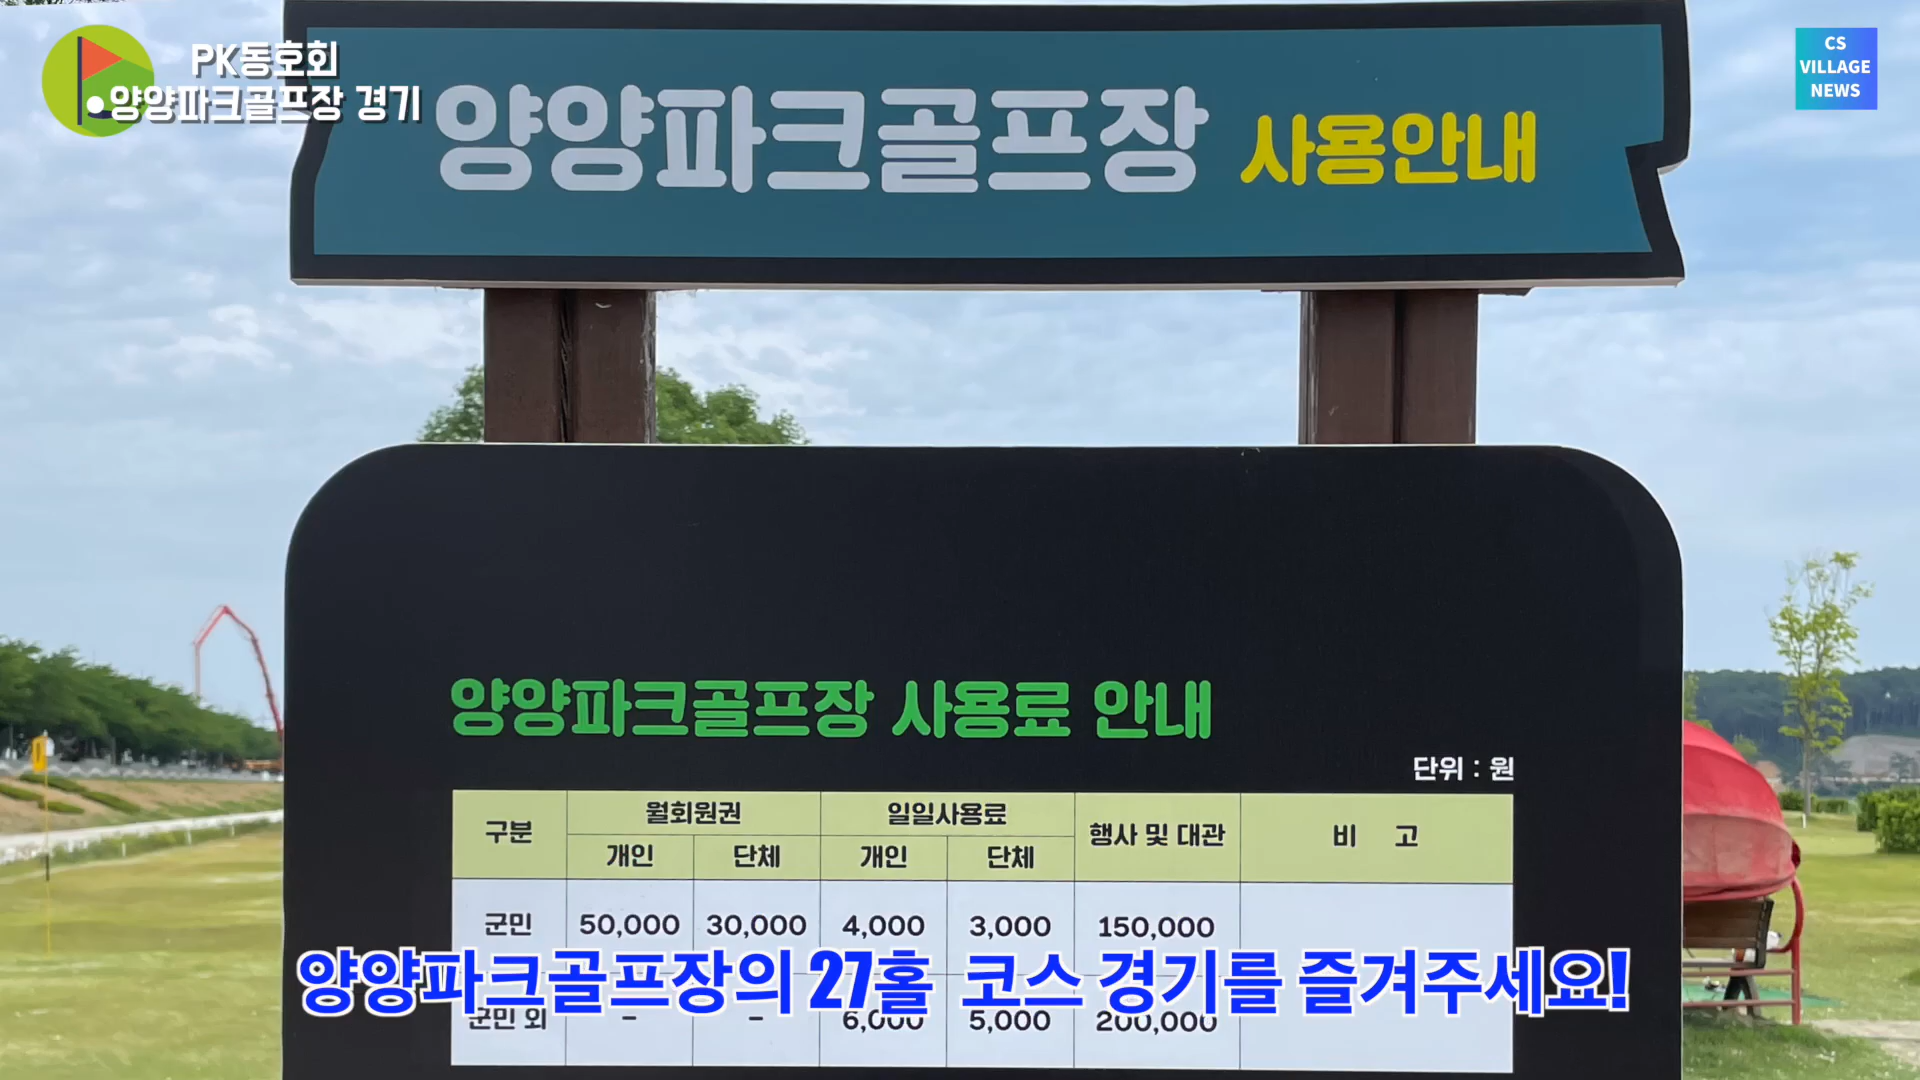 PK동호회
양양파크골프장 경기
CS
VILLAGE
NEWS
양양파크골프장 사용안내
양양파크골프장 사용료 안내
단위 : 원
구분 월회원권 일일사용료 행사 및 대관 비 고
개인 단체 개인 단체
군민 50,000 30,000 4,000 3,000 150,000
군민 외 - - 6,000 5,000 200,000
양양파크골프장의 27홀 코스 경기를 즐겨주세요!